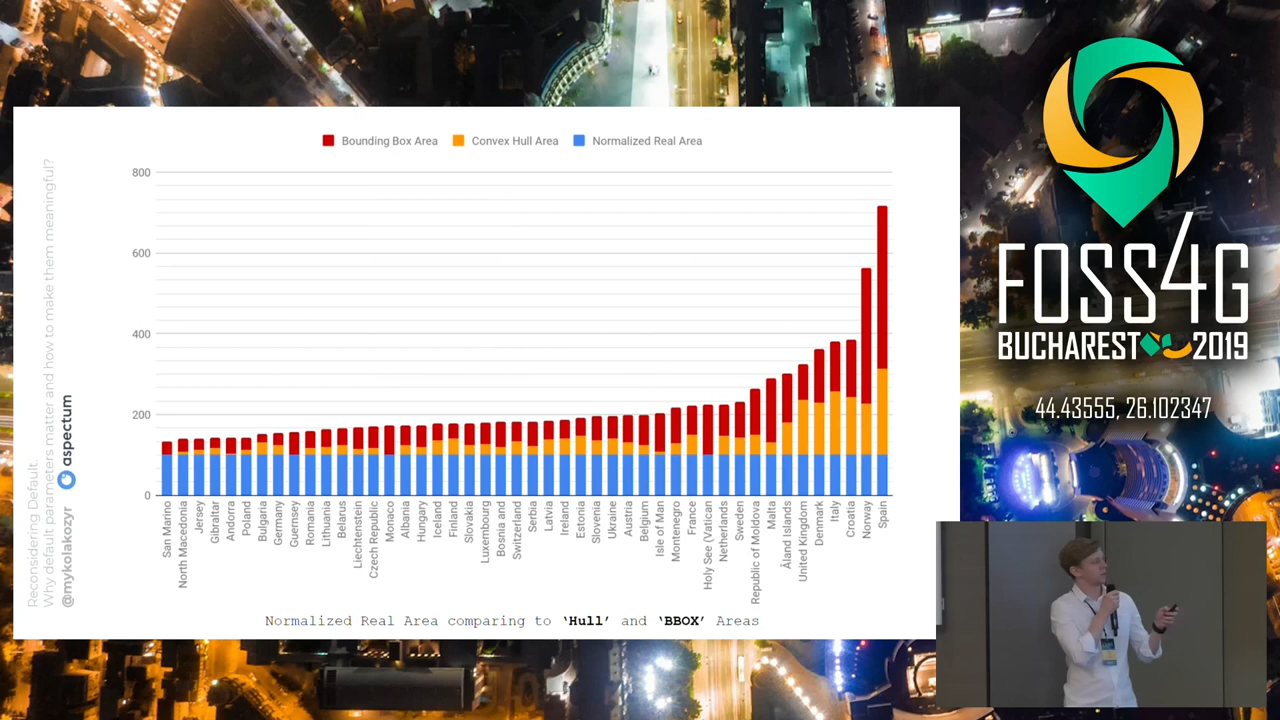 Bounding Box Area
Convex Hull Area
Normalized Real Area
800
600
400
200
0
San Marino
North Macedonia
Jersey
Gibraltar
Andorra
Poland
Bulgaria
Germany
Guernsey
Romania
Lithuania
Belarus
Liechtenstein
Czech Republic
Monaco
Albania
Hungary
Iceland
Finland
Slovakia
Luxembourg
Bosnia and
Switzerland
Serbia
Latvia
Ireland
Estonia
Slovenia
Ukraine
Austria
Belgium
Isle of Man
Montenegro
France
Holy See (Vatican
Netherlands
Sweden
Republic of Moldova
Malta
Åland Islands
United Kingdom
Denmark
Italy
Croatia
Norway
Spain
Normalized Real Area comparing to ‘Hull’ and ‘BBOX’ Areas
Reconsidering Default.
Why default parameters matter and how to make them meaningful?
@mykolakozyr
aspectum
FOSS4G
BUCHAREST 2019
44.43555, 26.102347